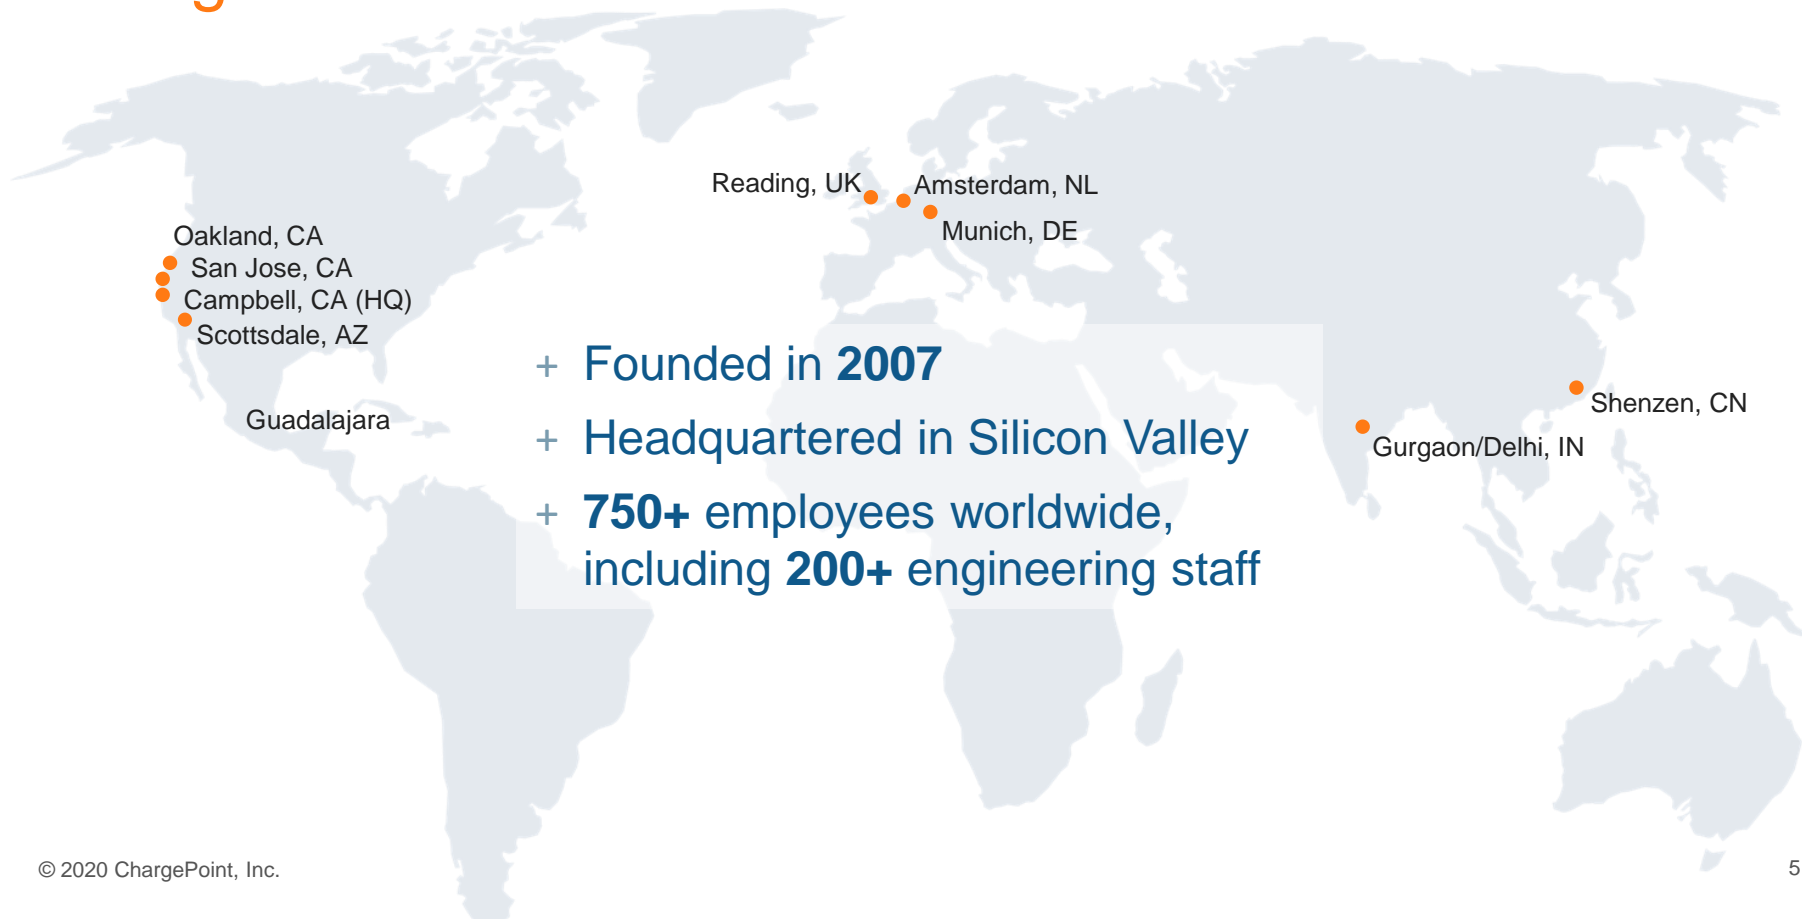 Reading, UK
Amsterdam, NL
Munich, DE
Oakland, CA
San Jose, CA
Campbell, CA (HQ)
Scottsdale, AZ
Guadalajara
Shenzen, CN
Gurgaon/Delhi, IN
+ Founded in 2007
+ Headquartered in Silicon Valley
+ 750+ employees worldwide,
including 200+ engineering staff
© 2020 ChargePoint, Inc.
5